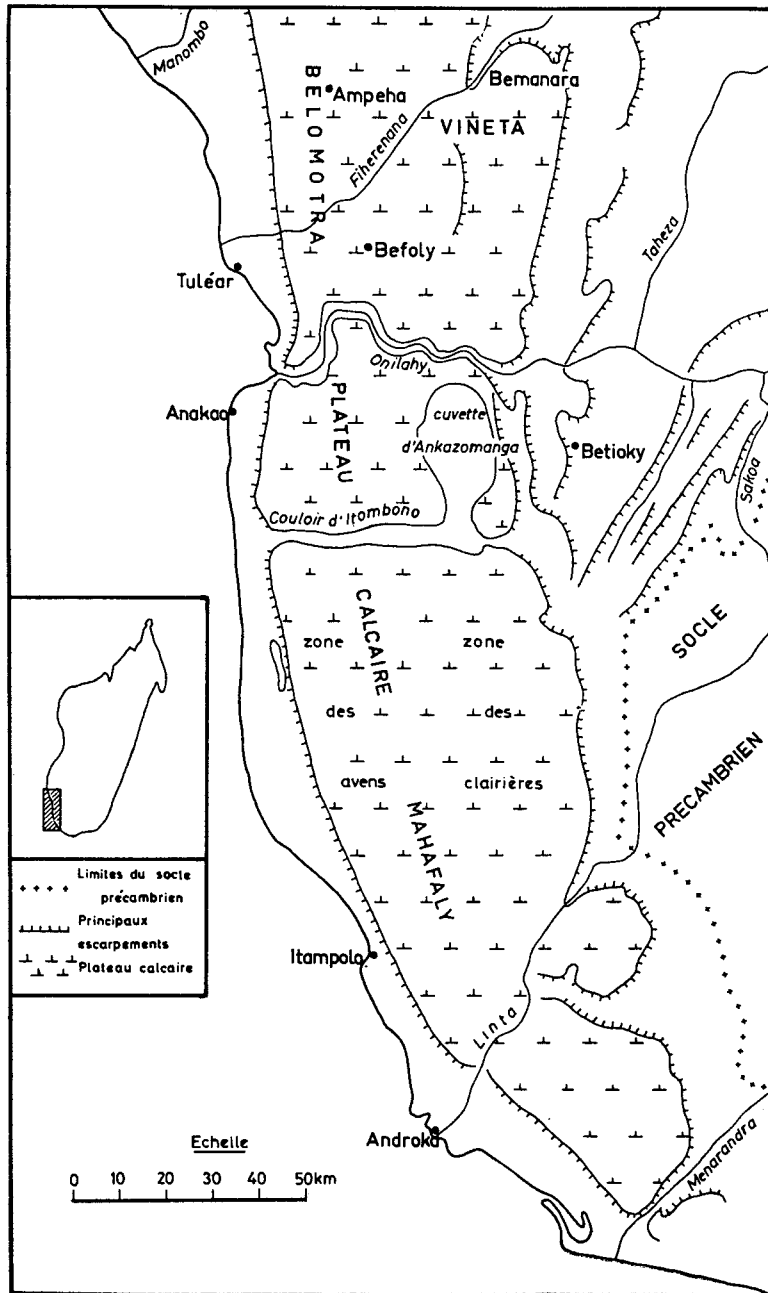 Manombo
BELOMOTRA
Ampeha
Bemanara
VIÑETA
Fiherenana
Befoly
Taheza
Tuléar
Onilahy
Anakao
PLATEAU
cuvette
d'Ankazomanga
Betioky
Sakoa
Couloir d'Itombono
CALCAIRE
SOCLE
zone
zone
des
des
avens
clairières
PRECAMBRIEN
MAHAFALY
Limites du socle
précambrien
Principaux
escarpements
Plateau calcaire
Itampolo
Linta
Androka
Menarandra
Echelle
0 10 20 30 40 50km